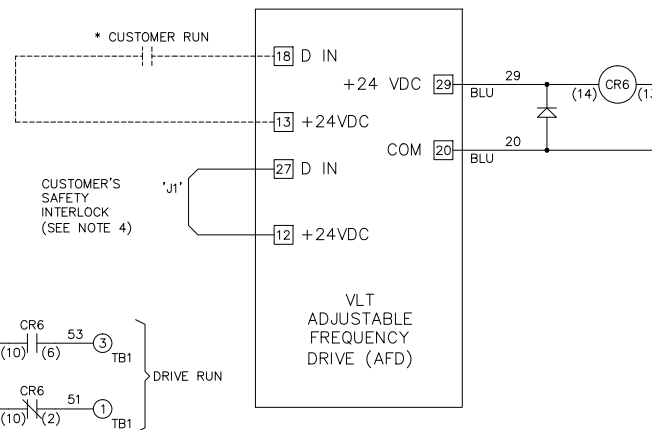 * CUSTOMER RUN
18 D IN
+24 VDC 29
29
BLU
(14)
CR6
13 +24VDC
COM 20
20
BLU
27 D IN
'J1'
CUSTOMER'S
SAFETY
INTERLOCK
(SEE NOTE 4)
12 +24VDC
VLT
ADJUSTABLE
FREQUENCY
DRIVE (AFD)
CR6
53
3
(10)
(6)
TB1
DRIVE RUN
CR6
51
1
(10)
(2)
TB1